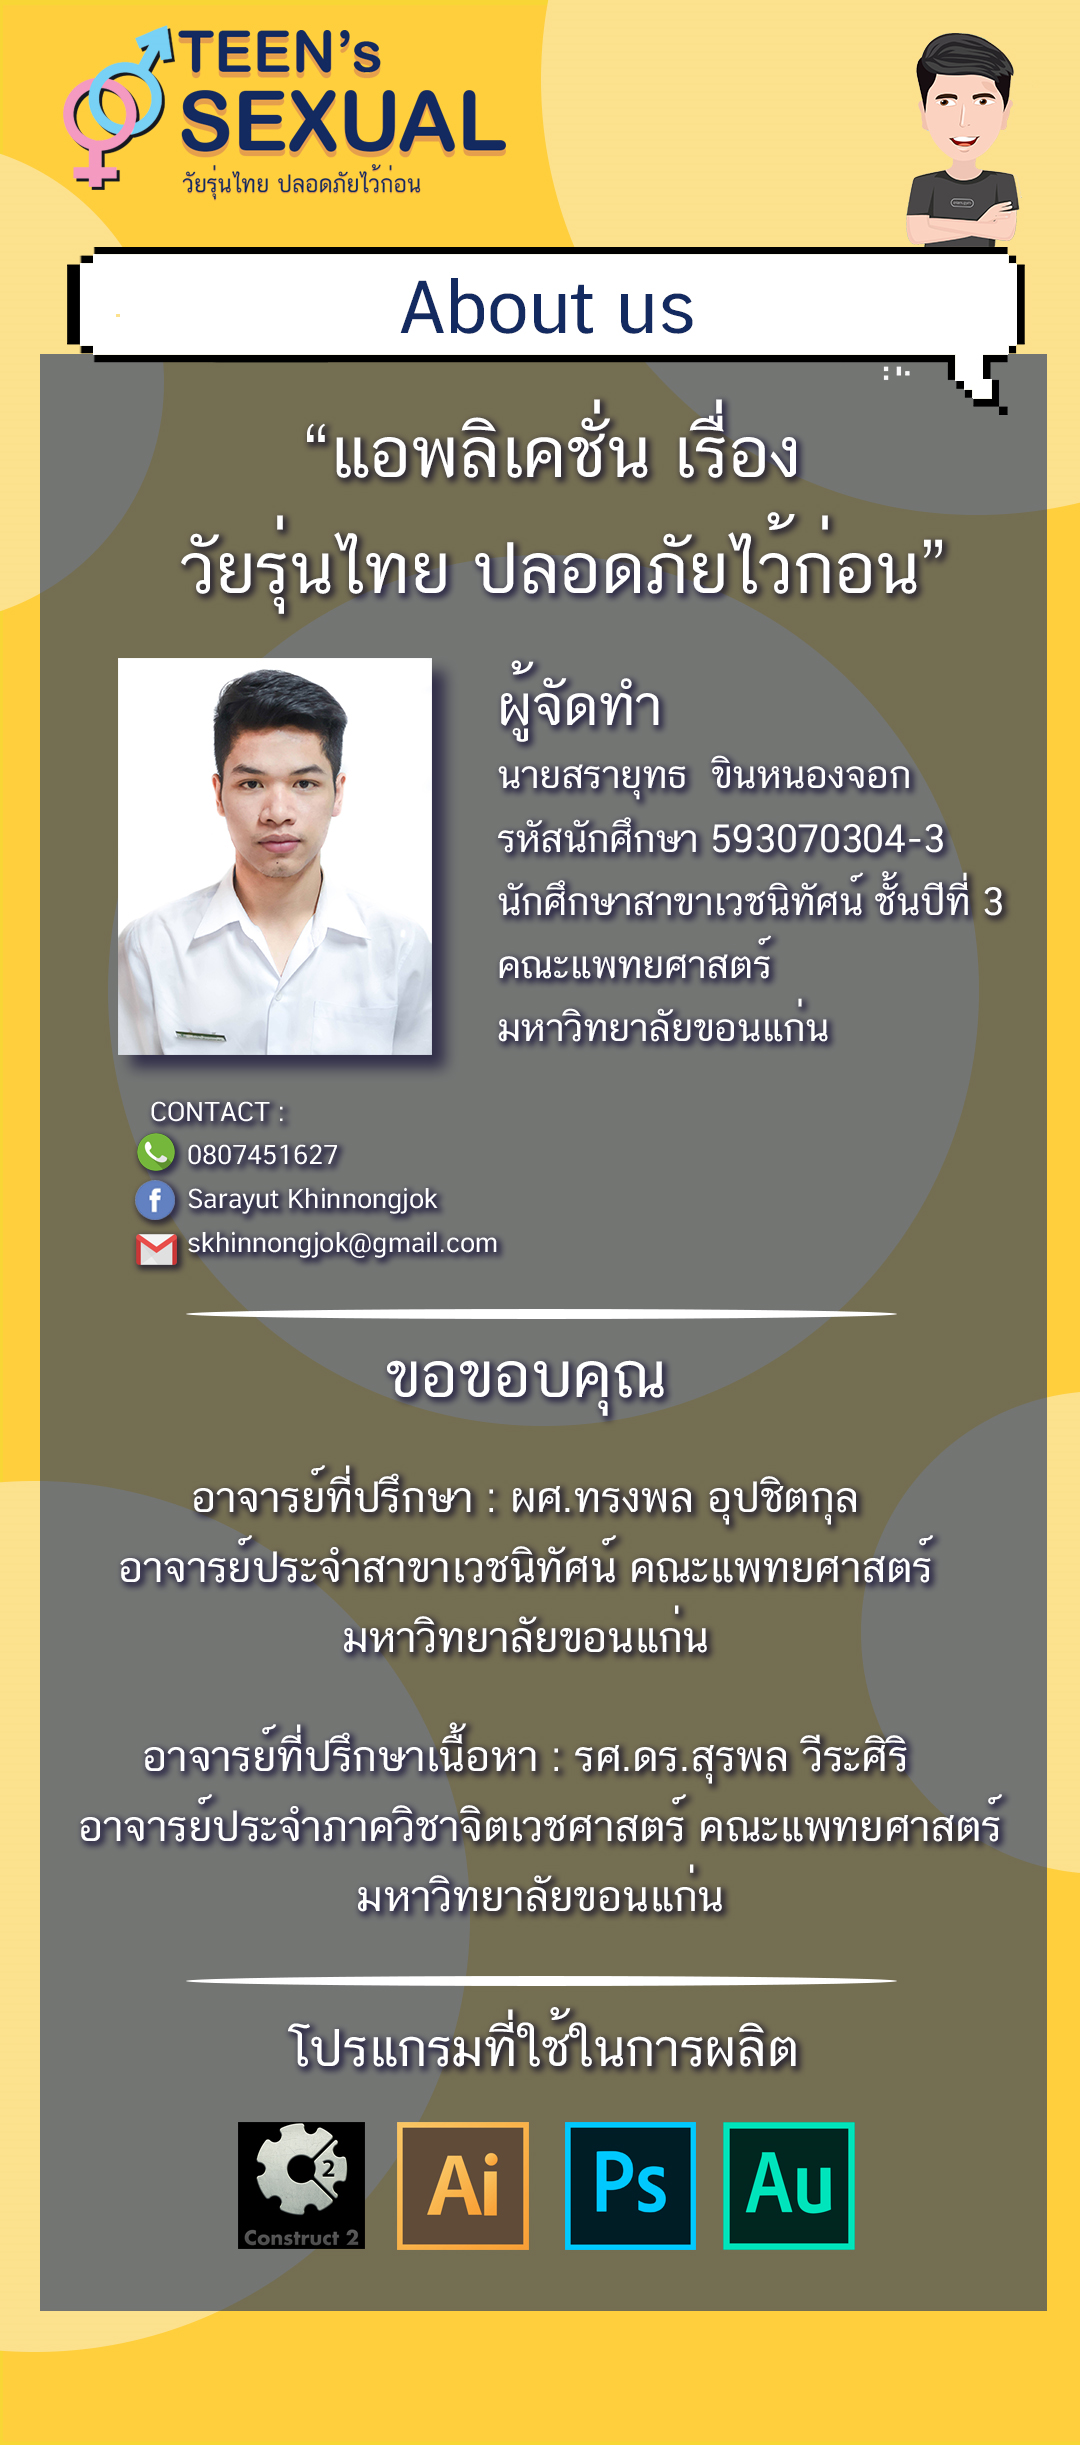 TEEN's
SEXUAL
วัยรุ่นไทย ปลอดภัยไว้ก่อน
About us
“แอพลิเคชั่น เรื่อง
วัยรุ่นไทย ปลอดภัยไว้ก่อน”
ผู้จัดทำ
นายสรายุทธ ขินหนองจอก
รหัสนักศึกษา 593070304-3
นักศึกษาสาขาเวชนิทัศน์ ชั้นปีที่ 3
คณะแพทยศาสตร์
มหาวิทยาลัยขอนแก่น
CONTACT :
0807451627
Sarayut Khinnongjok
skhinnongjok@gmail.com
ขอขอบคุณ
อาจารย์ที่ปรึกษา : ผศ.ทรงพล อุปชิตกุล
อาจารย์ประจำสาขาเวชนิทัศน์ คณะแพทยศาสตร์
มหาวิทยาลัยขอนแก่น
อาจารย์ที่ปรึกษาเนื้อหา : รศ.ดร.สุรพล วีระศิริ
อาจารย์ประจำภาควิชาจิตเวชศาสตร์ คณะแพทยศาสตร์
มหาวิทยาลัยขอนแก่น
โปรแกรมที่ใช้ในการผลิต
2
Construct 2
Ai
Ps
Au